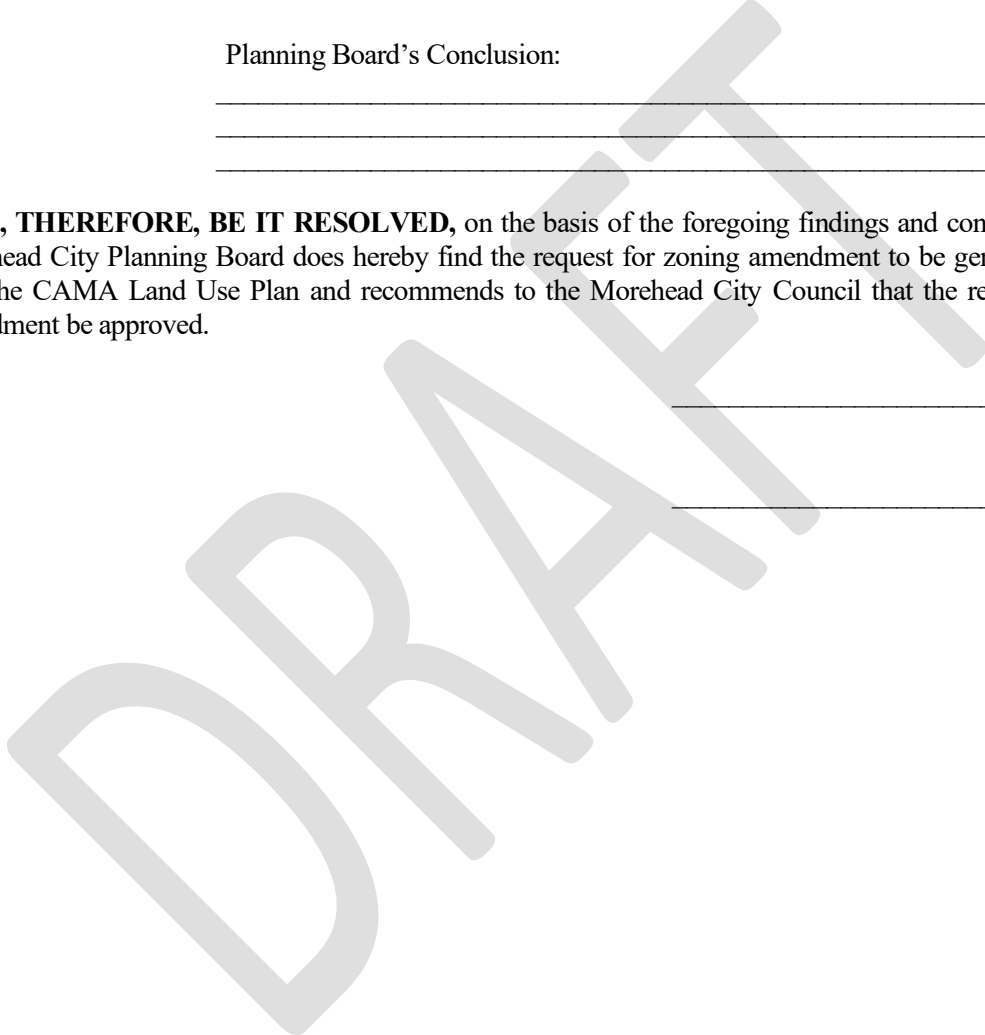 Planning Board’s Conclusion:
, THEREFORE, BE IT RESOLVED, on the basis of the foregoing findings and con
ead City Planning Board does hereby find the request for zoning amendment to be ge
he CAMA Land Use Plan and recommends to the Morehead City Council that the re
ment be approved.
DRAFT